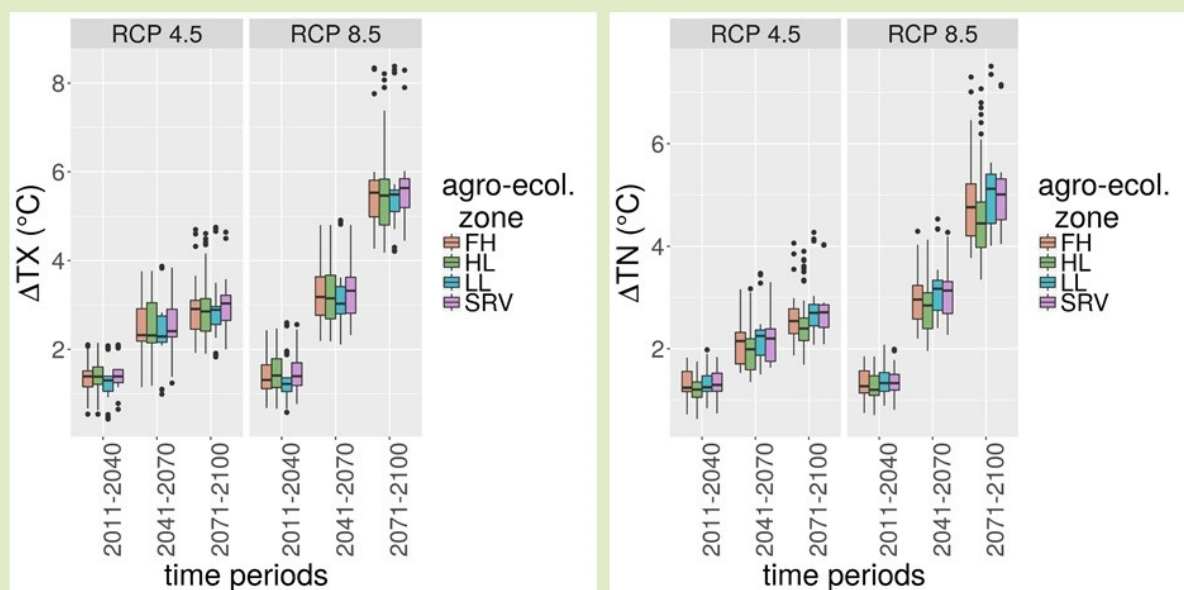 RCP 4.5
RCP 8.5
8
6
4
2
ΔTX (°C)
2011-2040
2041-2070
2071-2100
2011-2040
2041-2070
2071-2100
time periods
agro-ecol.
zone
FH
HL
LL
SRV
RCP 4.5
RCP 8.5
6
4
2
ΔTN (°C)
2011-2040
2041-2070
2071-2100
2011-2040
2041-2070
2071-2100
time periods
agro-ecol.
zone
FH
HL
LL
SRV